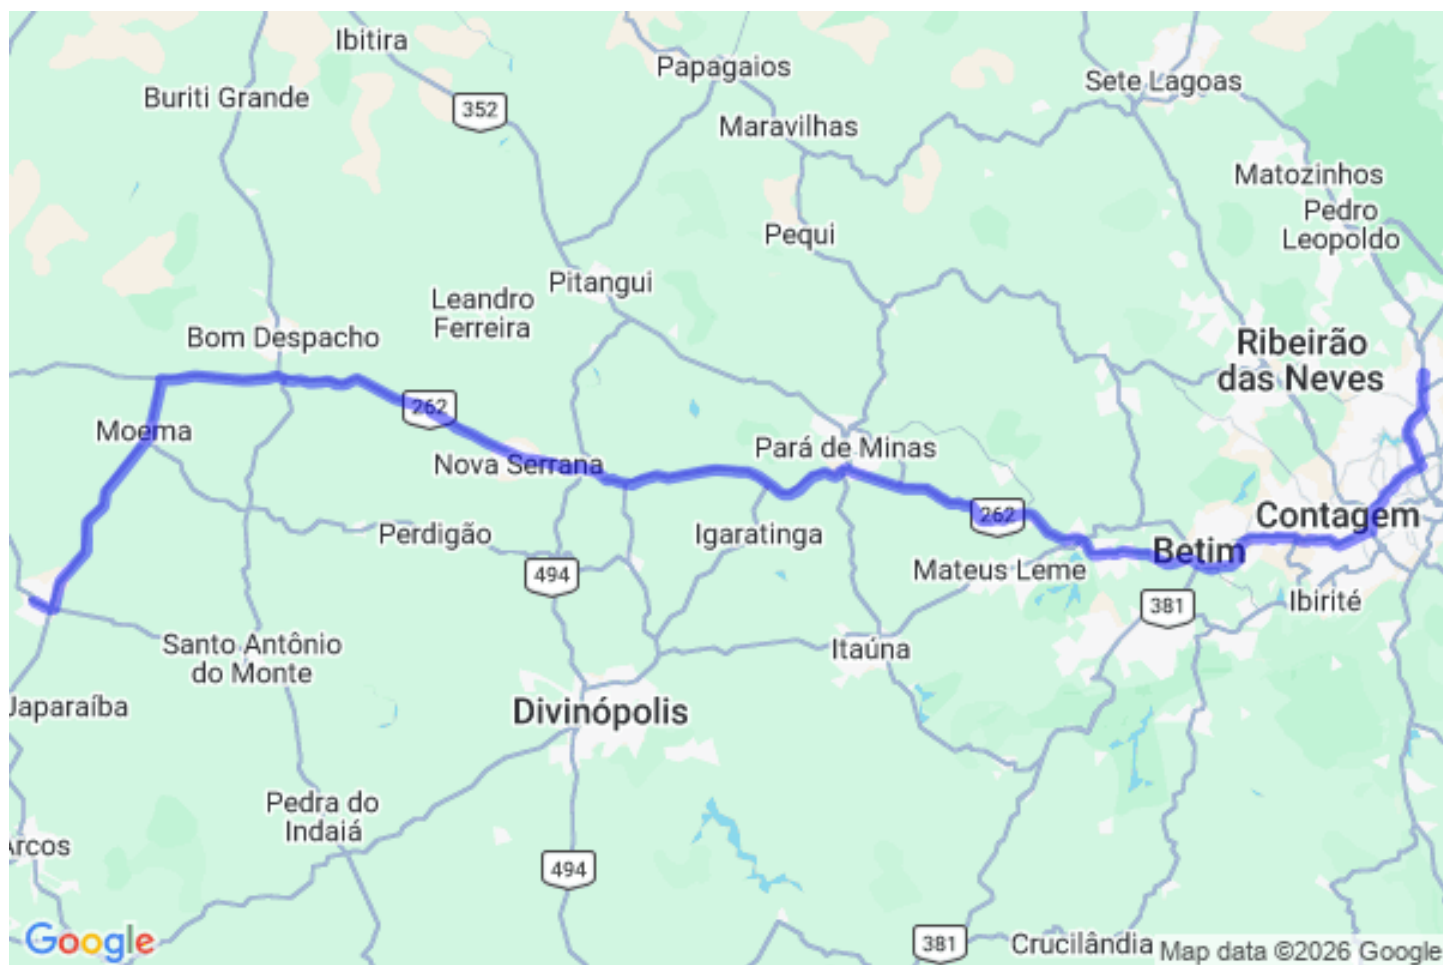 Ibitira
Papagaios
Sete Lagoas
Buriti Grande
352
Maravilhas
Matozinhos
Pedro
Leopoldo
Pequi
Pitangui
Leandro
Ferreira
Bom Despacho
Ribeirão
das Neves
262
Moema
Nova Serrana
Pará de Minas
262
Contagem
Perdigão
Igaratinga
Betim
494
Mateus Leme
381
Ibirité
Santo Antônio
do Monte
Itaúna
Japaraíba
Divinópolis
Pedra do
Indaiá
Arcos
494
Google
381
Crucilândia
Map data ©2026 Google